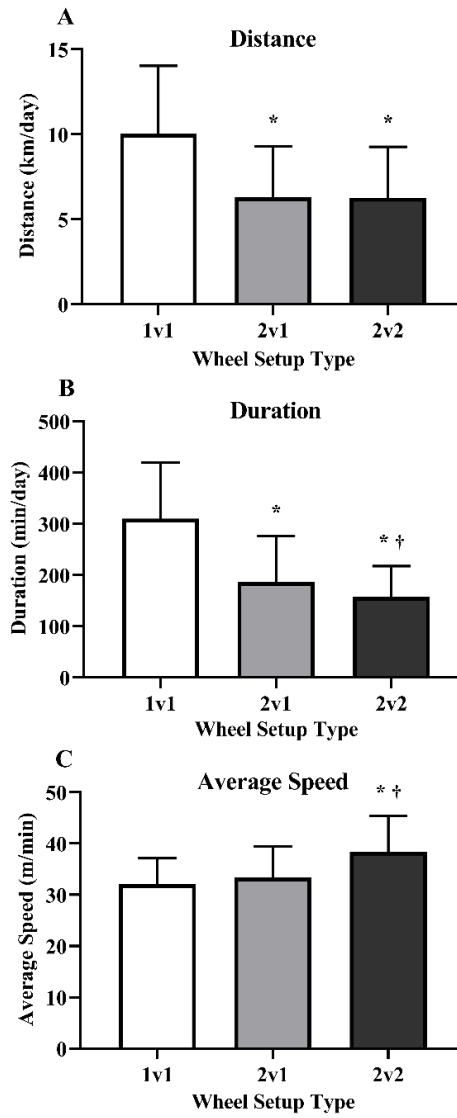 A
Distance
Distance (km/day)
15
10
5
0
*
*
1v1 2v1 2v2
Wheel Setup Type
B
Duration
Duration (min/day)
500
400
300
200
100
0
*
* †
1v1 2v1 2v2
Wheel Setup Type
C
Average Speed
Average Speed (m/min)
50
40
30
20
10
0
* †
1v1 2v1 2v2
Wheel Setup Type